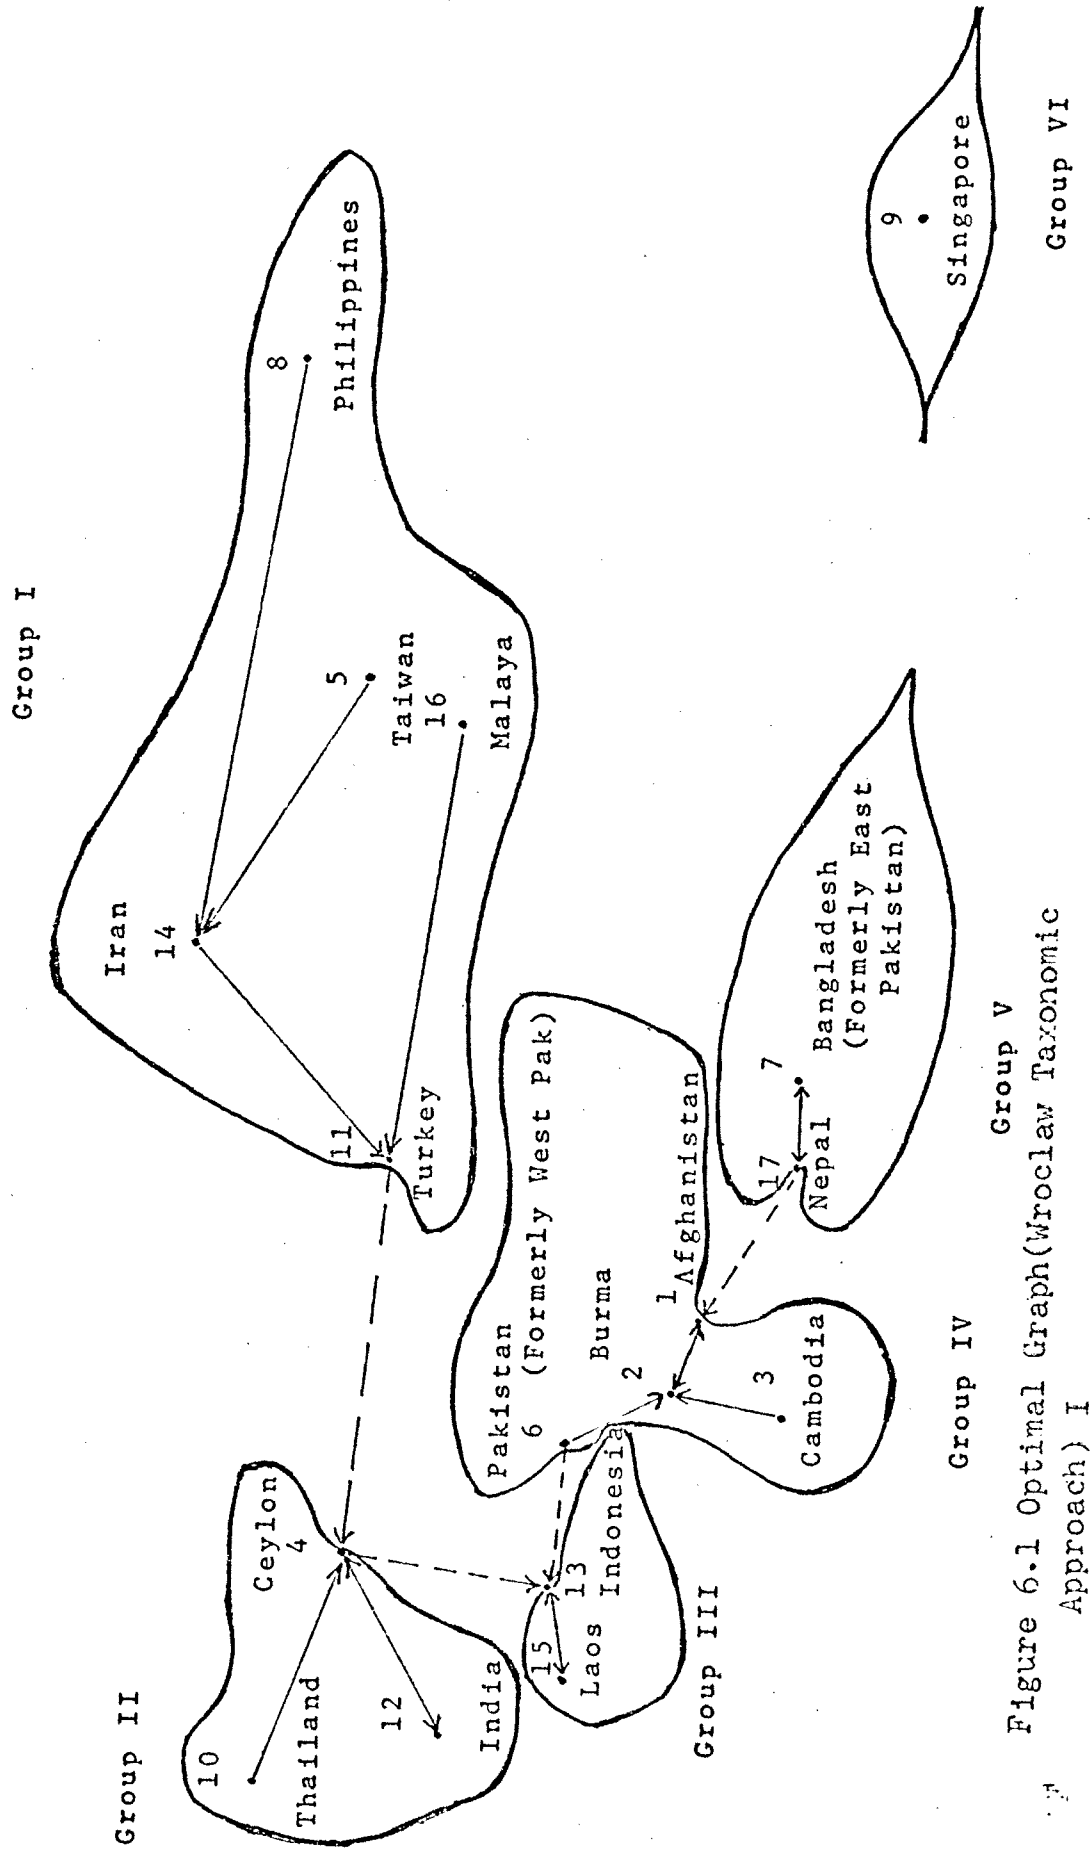 Group I
Iran
14
8
Philippines
5
Taiwan
16
Malaya
11
Turkey
Group II
Ceylon
4
10
Thailand
12
India
Pakistan
6 (Formerly West Pak)
Burma
2
1
Afghanistan
3
Cambodia
Group IV
15
Laos
13
Indonesia
Group III
17
Nepal
7
Bangladesh
(Formerly East
Pakistan)
Group V
9
Singapore
Group VI
Figure 6.1 Optimal Graph(Wroclaw Taxonomic
Approach) I